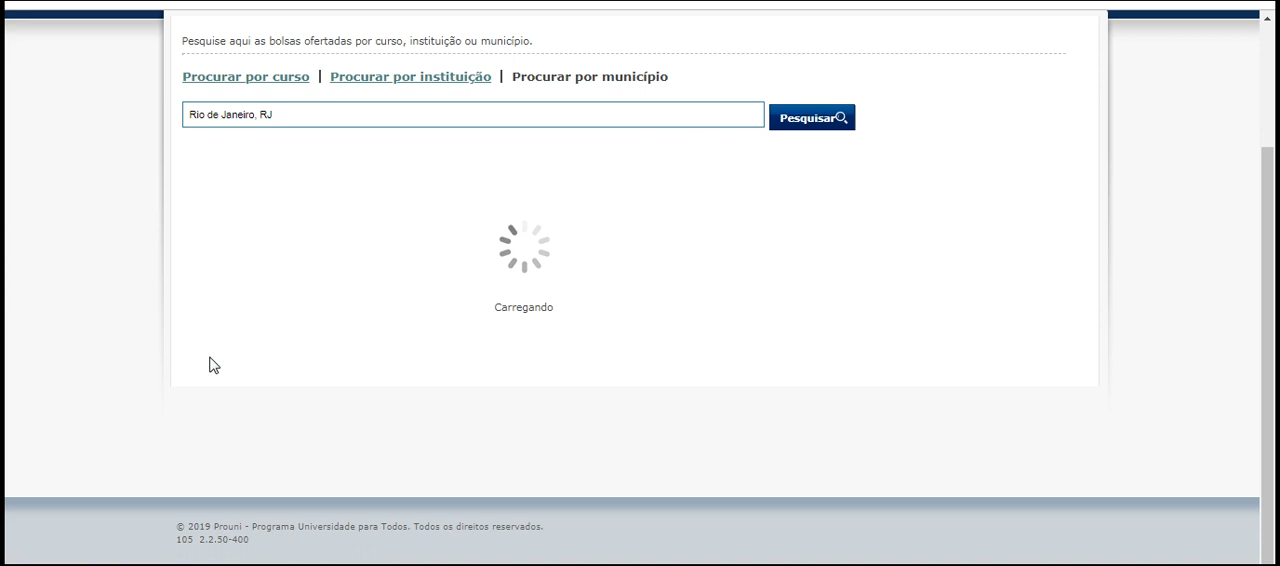 Pesquise aqui as bolsas ofertadas por curso, instituição ou município.
Procurar por curso | Procurar por instituição | Procurar por município
Rio de Janeiro, RJ Pesquisar
Carregando
© 2019 Prouni - Programa Universidade para Todos. Todos os direitos reservados.
105 2.2.50-400